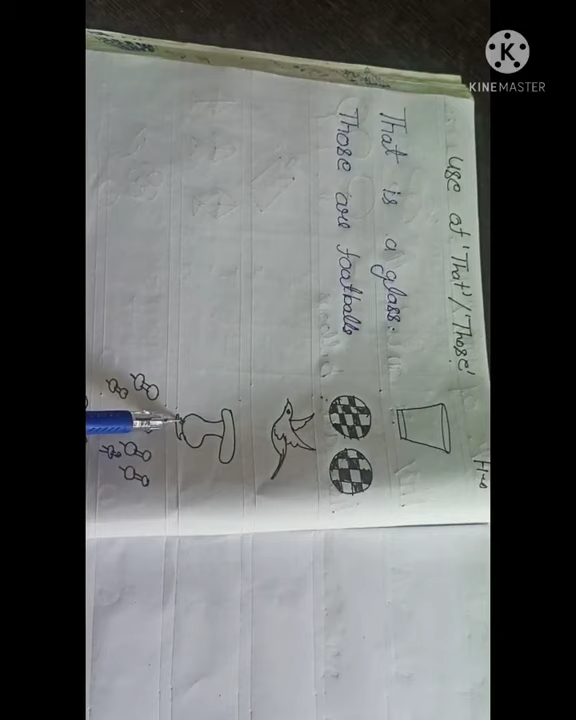 KINEMASTER
use of 'That'/'Those'
That is a glass.
Those are footballs